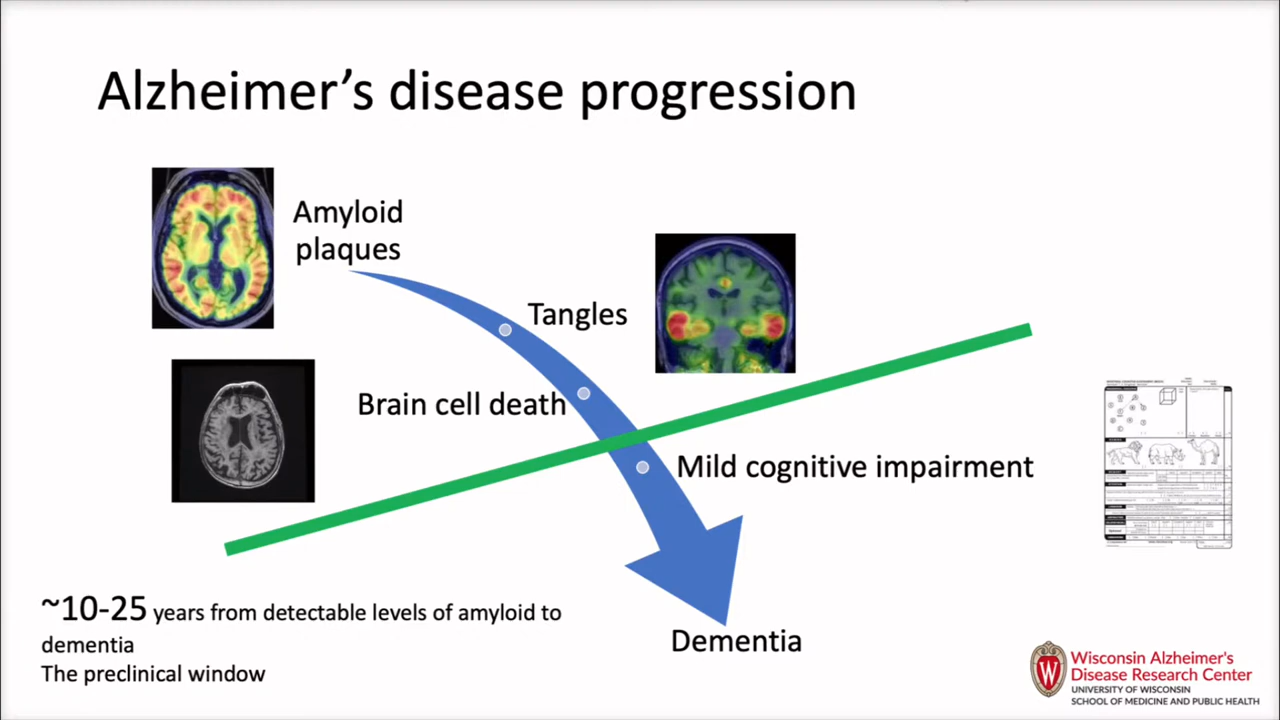 Alzheimer's disease progression
Amyloid
plaques
Tangles
Brain cell death
Mild cognitive impairment
~10-25 years from detectable levels of amyloid to
dementia
The preclinical window
Dementia
W
Wisconsin Alzheimer's
Disease Research Center
UNIVERSITY OF WISCONSIN
SCHOOL OF MEDICINE AND PUBLIC HEALTH